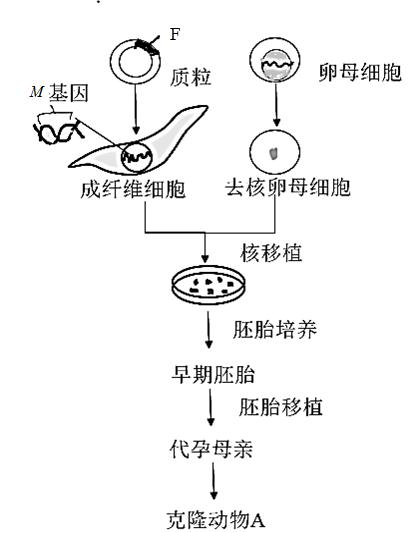 F
质粒
卵母细胞
M 基因
成纤维细胞
去核卵母细胞
核移植
胚胎培养
早期胚胎
胚胎移植
代孕母亲
克隆动物A